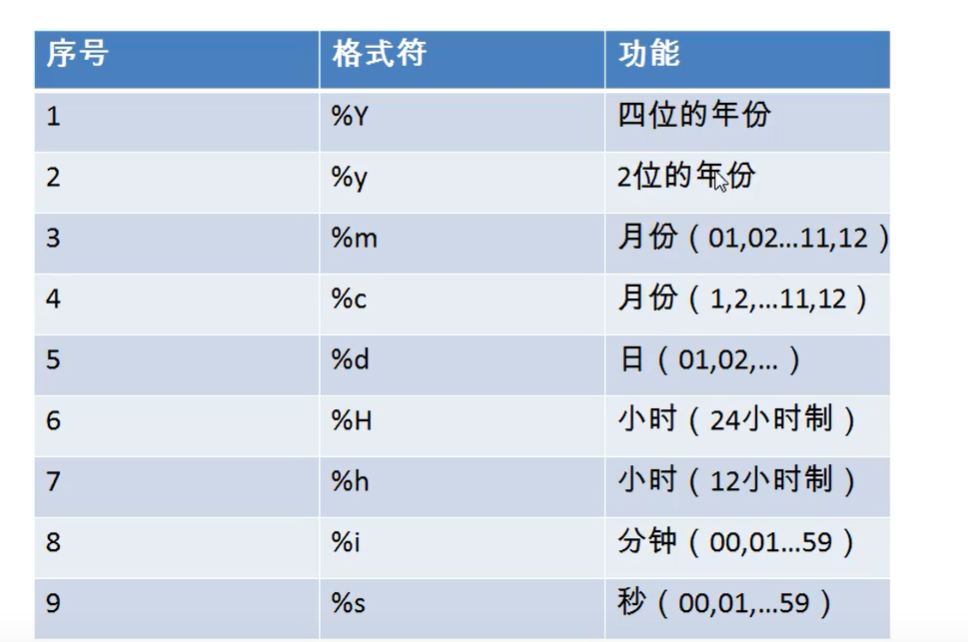 序号 格式符 功能
1 %Y 四位的年份
2 %y 2位的年份
3 %m 月份（01,02…11,12）
4 %c 月份（1,2,…11,12）
5 %d 日（01,02,…）
6 %H 小时（24小时制）
7 %h 小时（12小时制）
8 %i 分钟（00,01…59）
9 %s 秒（00,01,…59）